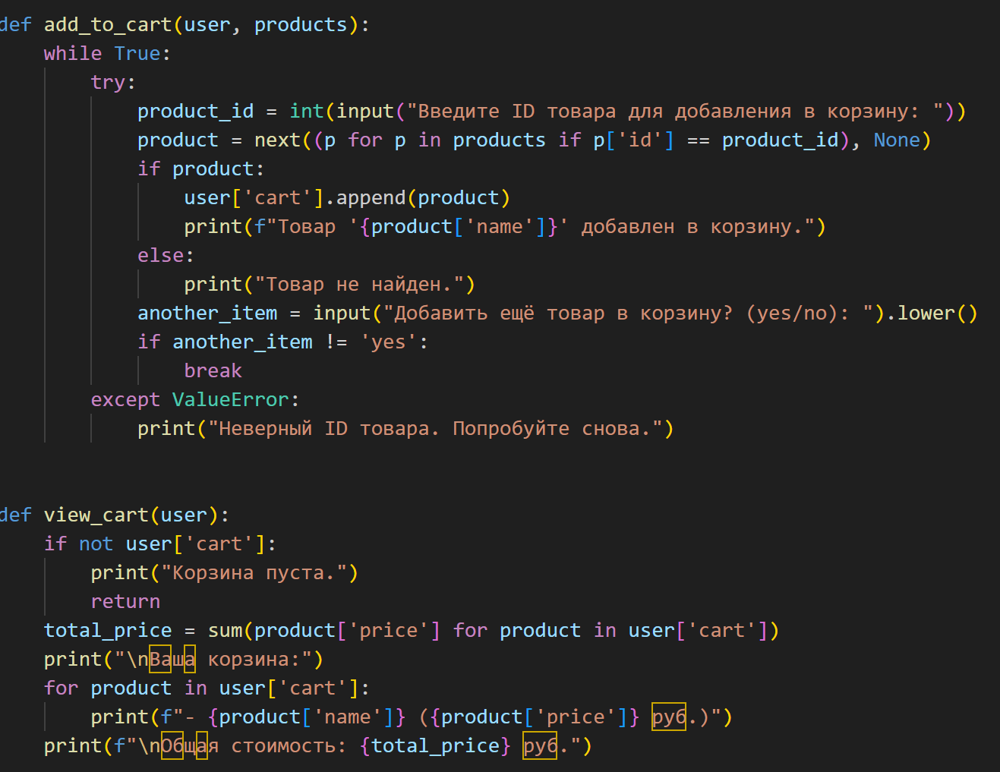 def add_to_cart(user, products):
    while True:
        try:
            product_id = int(input("Введите ID товара для добавления в корзину: "))
            product = next((p for p in products if p['id'] == product_id), None)
            if product:
                user['cart'].append(product)
                print(f"Товар '{product['name']}' добавлен в корзину.")
            else:
                print("Товар не найден.")
            another_item = input("Добавить ещё товар в корзину? (yes/no): ").lower()
            if another_item != 'yes':
                break
        except ValueError:
            print("Неверный ID товара. Попробуйте снова.")

def view_cart(user):
    if not user['cart']:
        print("Корзина пуста.")
        return
    total_price = sum(product['price'] for product in user['cart'])
    print("\nВаша корзина:")
    for product in user['cart']:
        print(f"- {product['name']} ({product['price']} руб.)")
    print(f"\nОбщая стоимость: {total_price} руб.")